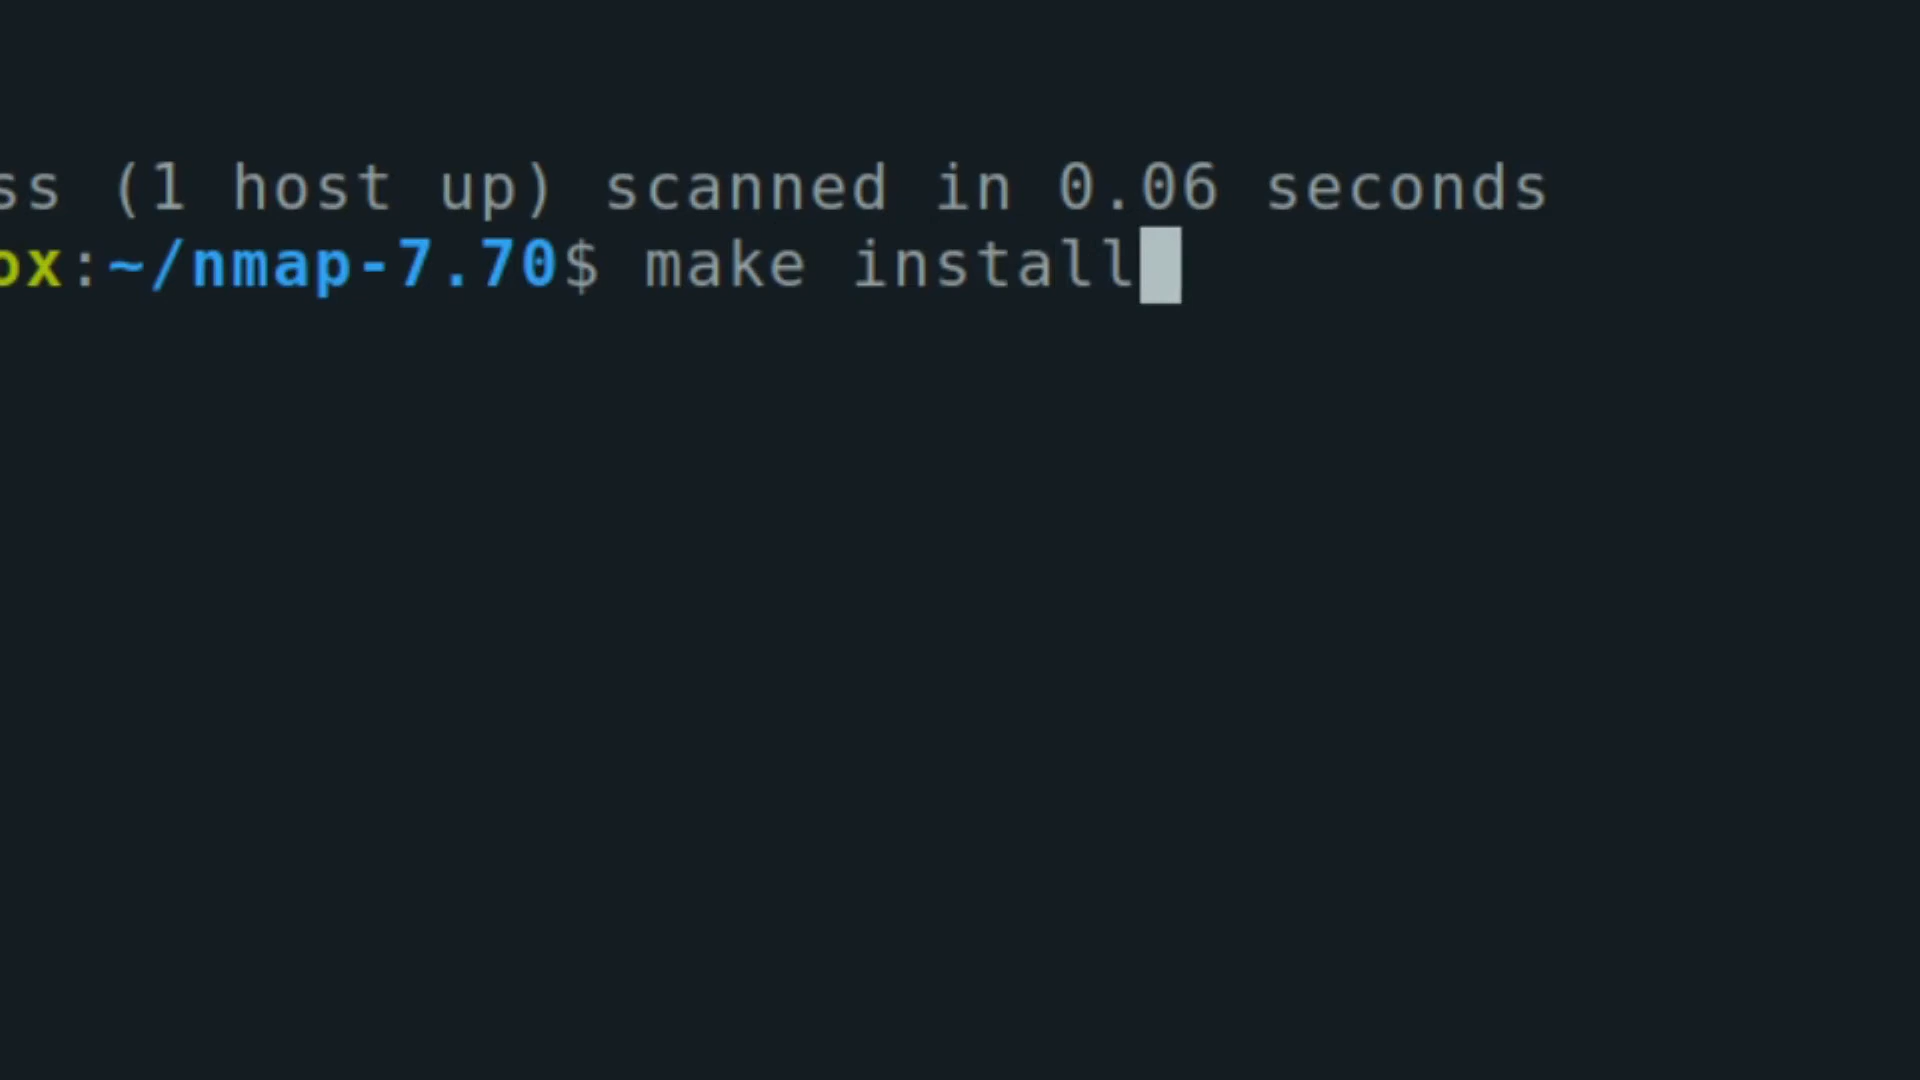 ss (1 host up) scanned in 0.06 seconds
ox:~/nmap-7.70$ make install